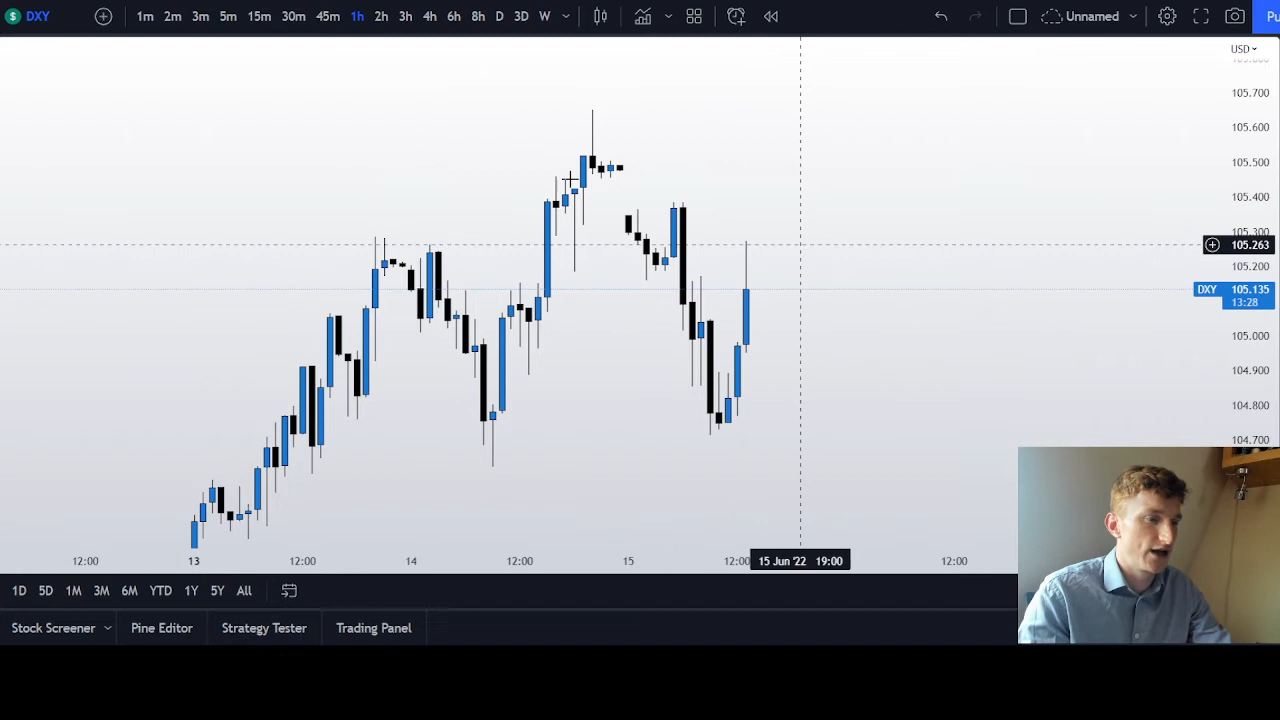 $ DXY 1m 2m 3m 5m 15m 30m 45m 1h 2h 3h 4h 6h 8h D 3D W Unnamed
USD
105.800
105.700
105.600
105.500
105.400
105.300
105.263
105.200
DXY 105.135
13:28
105.000
104.900
104.800
104.700
12:00 13 12:00 14 12:00 15 12:00 15 Jun '22 19:00 12:00
1D 5D 1M 3M 6M YTD 1Y 5Y All
Stock Screener Pine Editor Strategy Tester Trading Panel